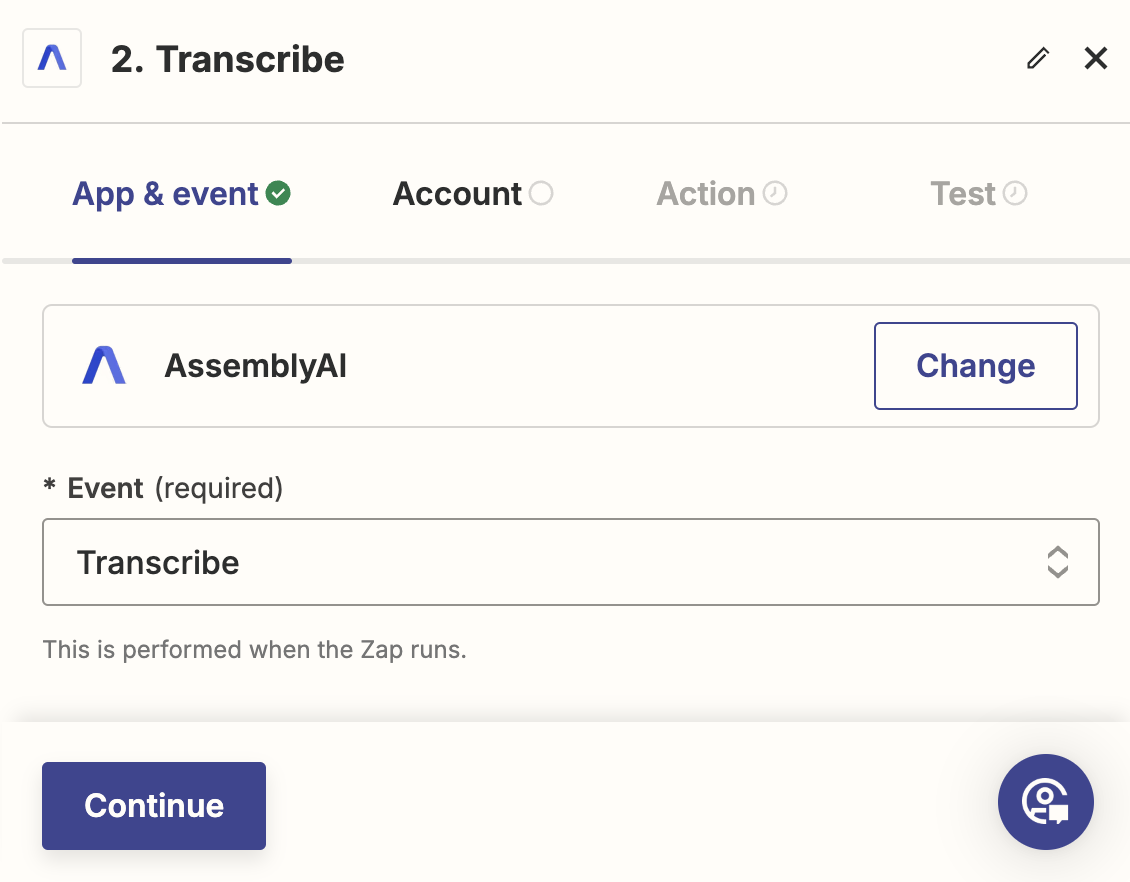 2. Transcribe
App & event
Account
Action
Test
AssemblyAI
Change
* Event (required)
Transcribe
This is performed when the Zap runs.
Continue